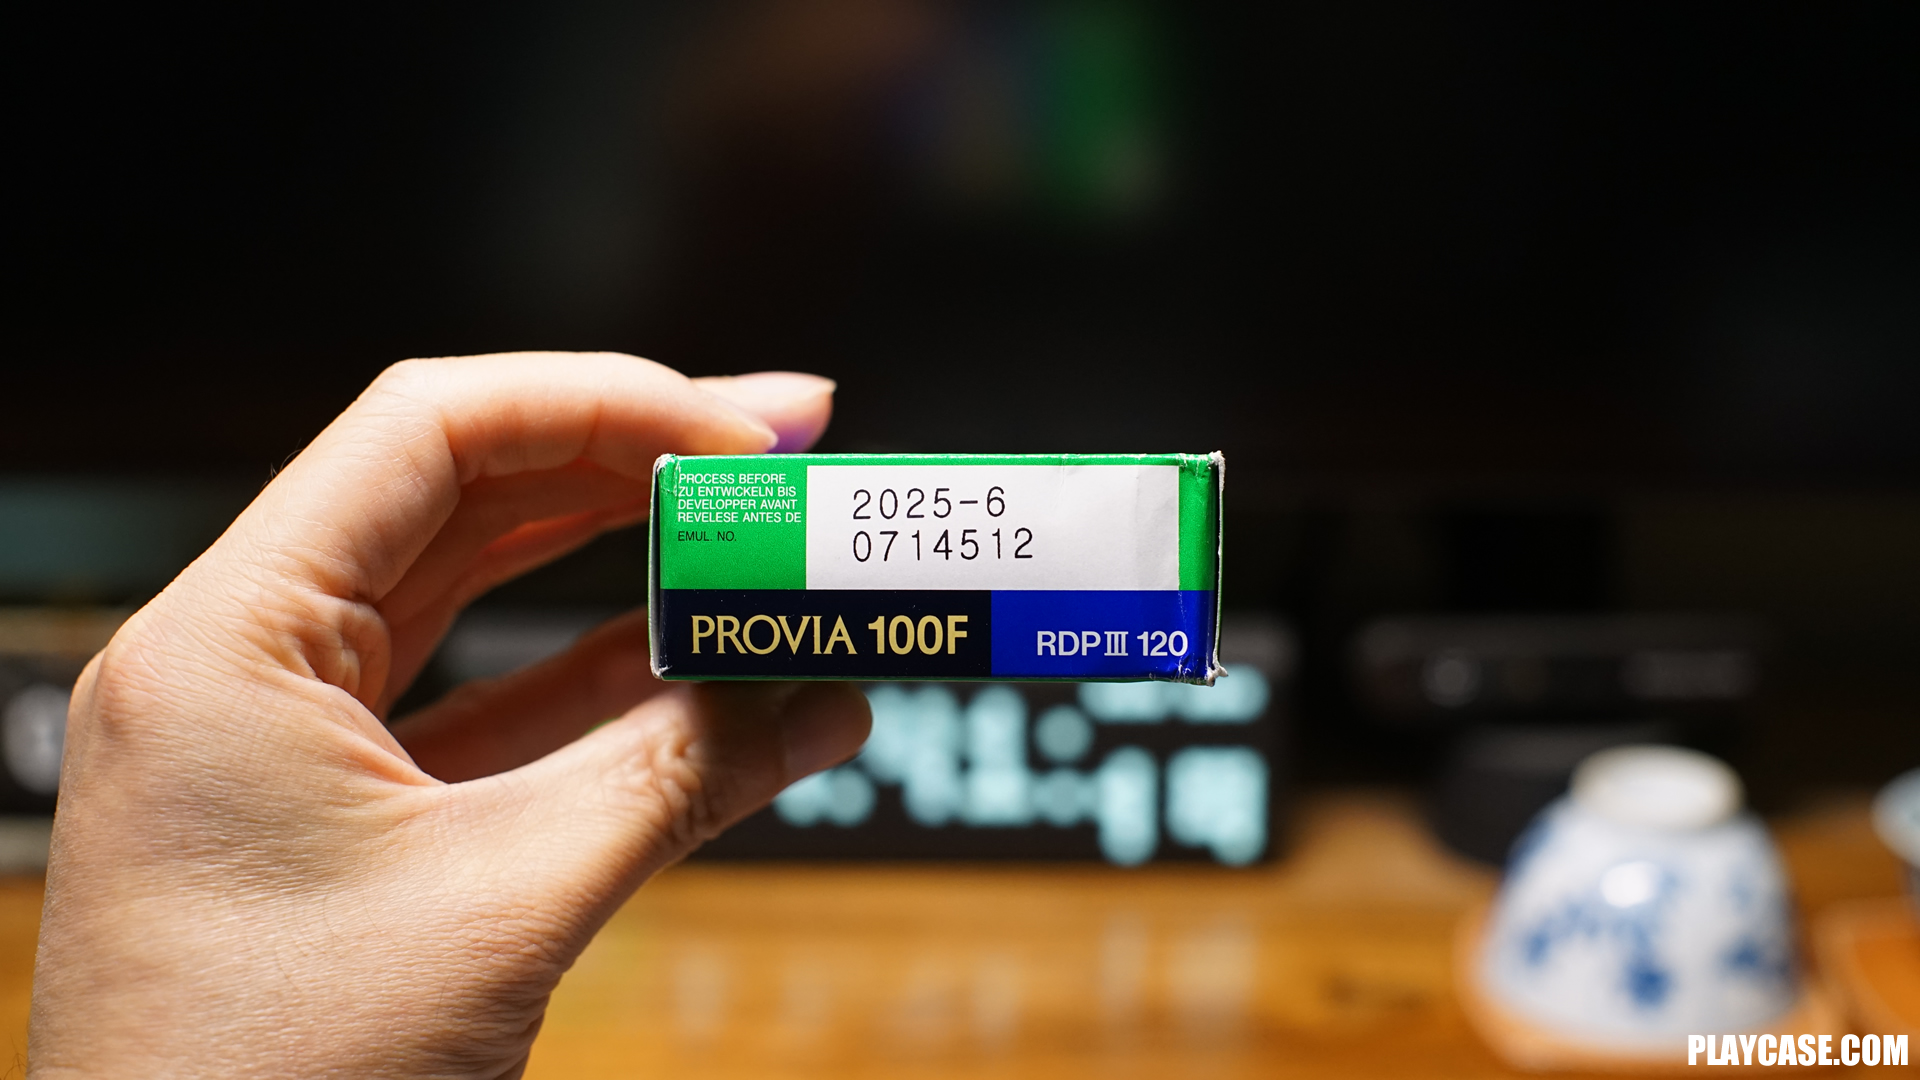 PROCESS BEFORE
ZU ENTWICKELN BIS
DEVELOPPER AVANT
REVELESE ANTES DE
EMUL. NO.
2025-6
0714512
PROVIA 100F
RDPⅢ 120
PLAYCASE.COM